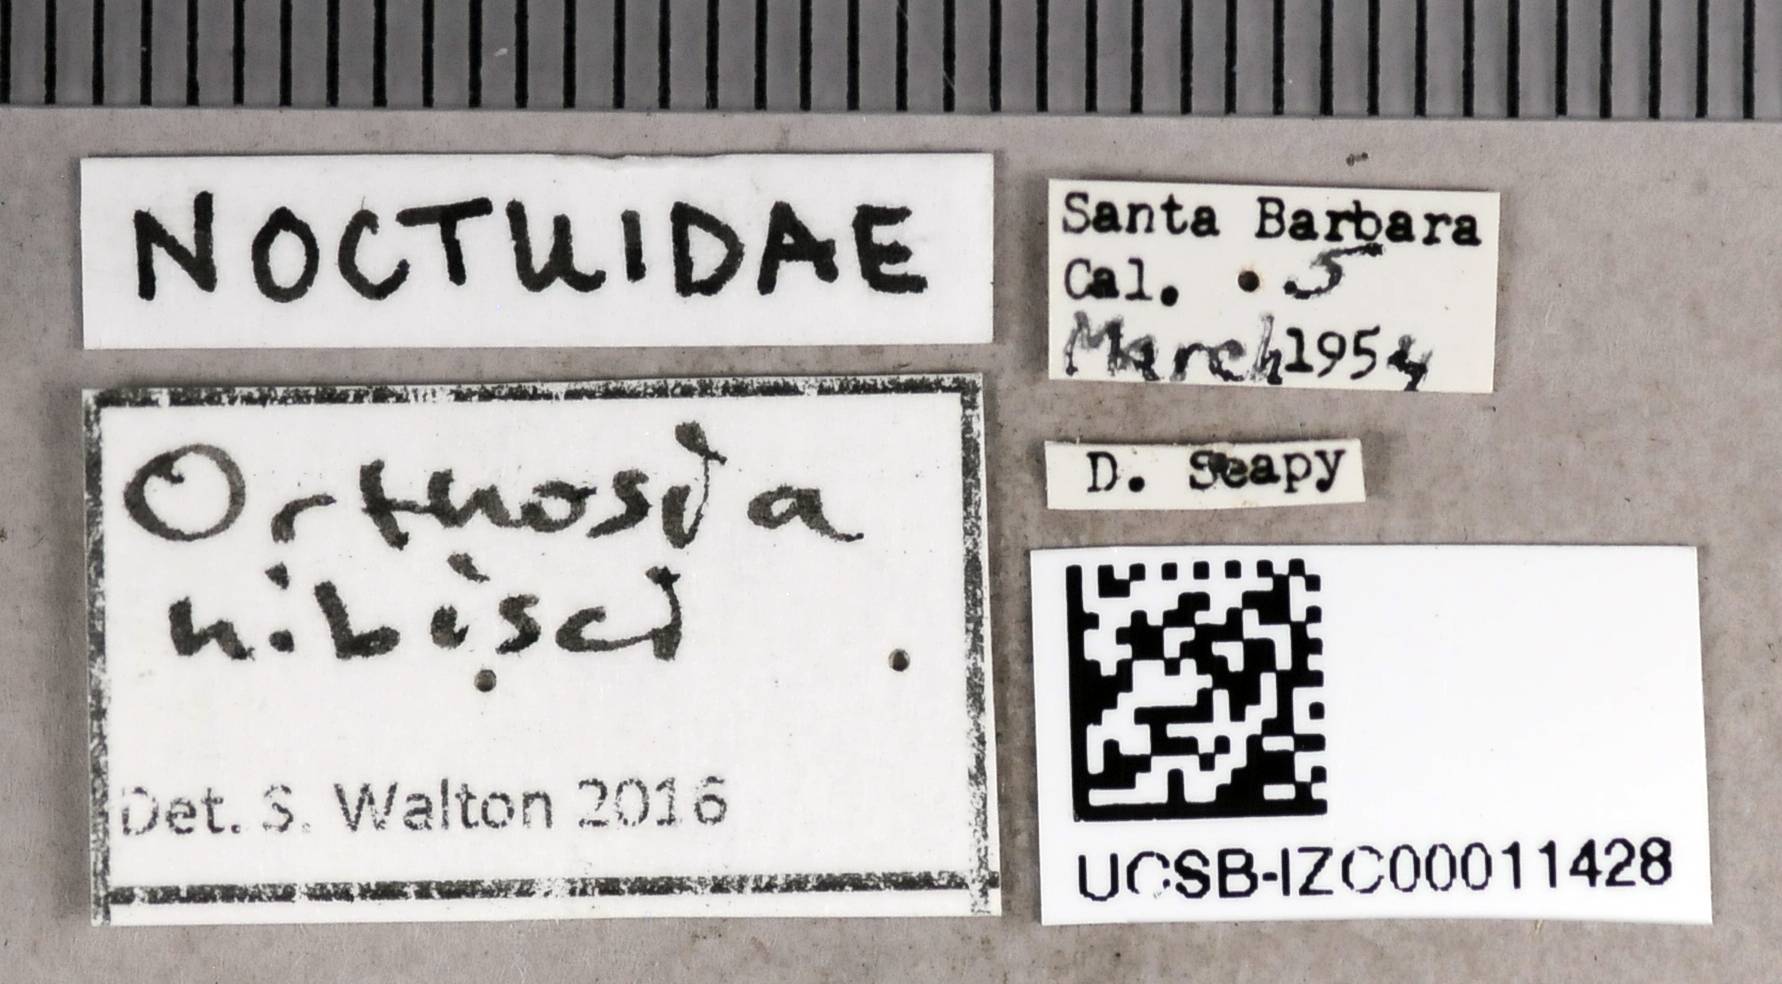 NOCTUIDAE
Orthosia
hibisci
Det. S. Walton 2016
Santa Barbara
Cal. 5
March 1954
D. Seapy
UCSB-IZC00011428